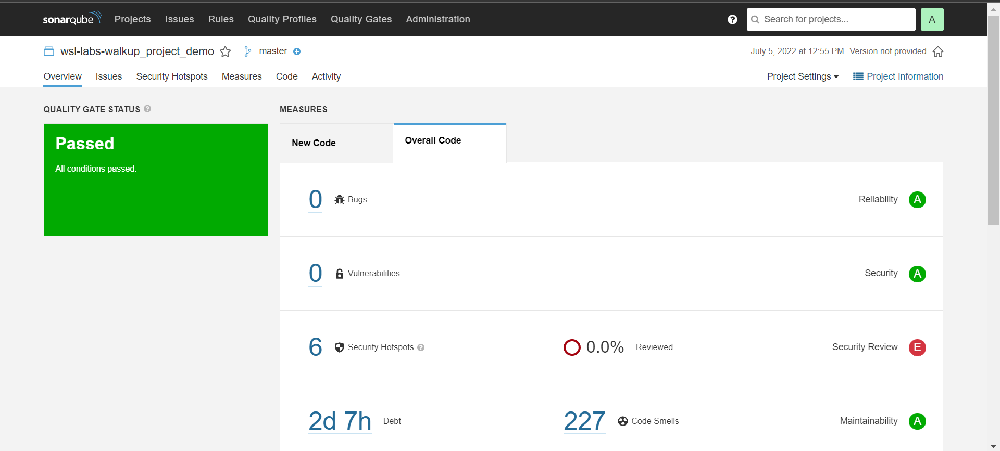 sonarqube Projects Issues Rules Quality Profiles Quality Gates Administration ? Search for projects... A
wsl-labs-walkup_project_demo master July 5, 2022 at 12:55 PM Version not provided
Overview Issues Security Hotspots Measures Code Activity Project Settings Project Information
QUALITY GATE STATUS ?
Passed
All conditions passed.
MEASURES
New Code Overall Code
0 Bugs Reliability A
0 Vulnerabilities Security A
6 Security Hotspots ? 0.0% Reviewed Security Review E
2d 7h Debt 227 Code Smells Maintainability A